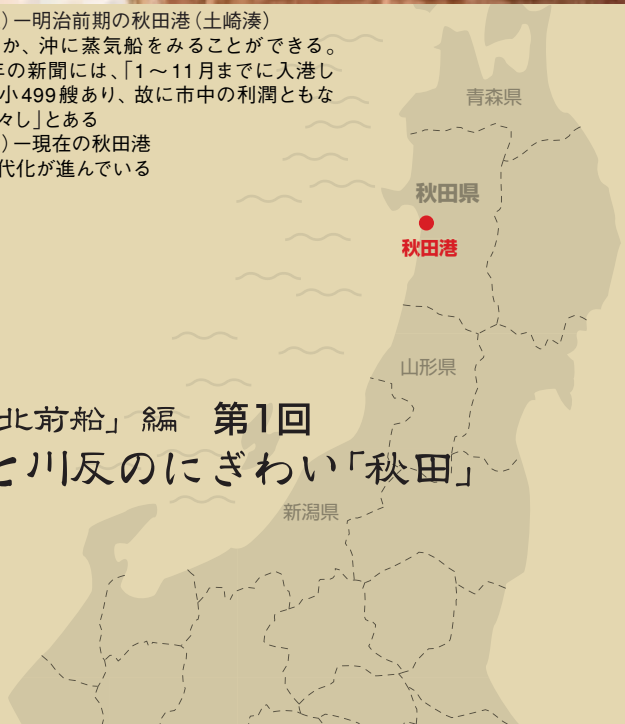 ）ー明治前期の秋田港（土崎湊）
か、沖に蒸気船をみることができる。
年の新聞には、「1～11月までに入港し
小499艘あり、故に市中の利潤ともな
々し」とある
）ー現在の秋田港
代化が進んでいる
青森県
秋田県
秋田港
山形県
北前船」編　第1回
と川反のにぎわい「秋田」
新潟県